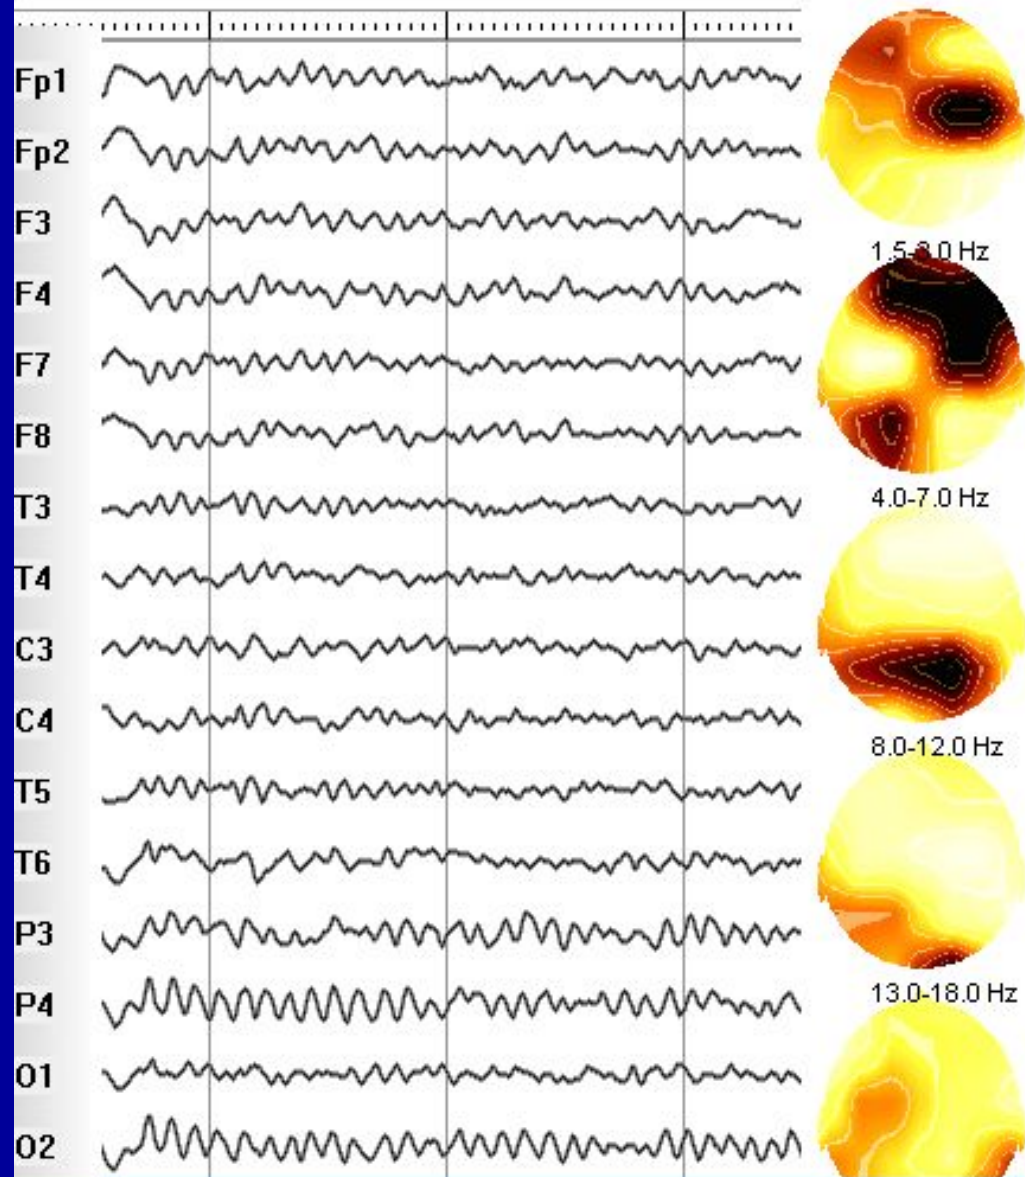 Fp1
Fp2
F3
F4
F7
F8
T3
T4
C3
C4
T5
T6
P3
P4
O1
O2
1.5-3.0 Hz
4.0-7.0 Hz
8.0-12.0 Hz
13.0-18.0 Hz